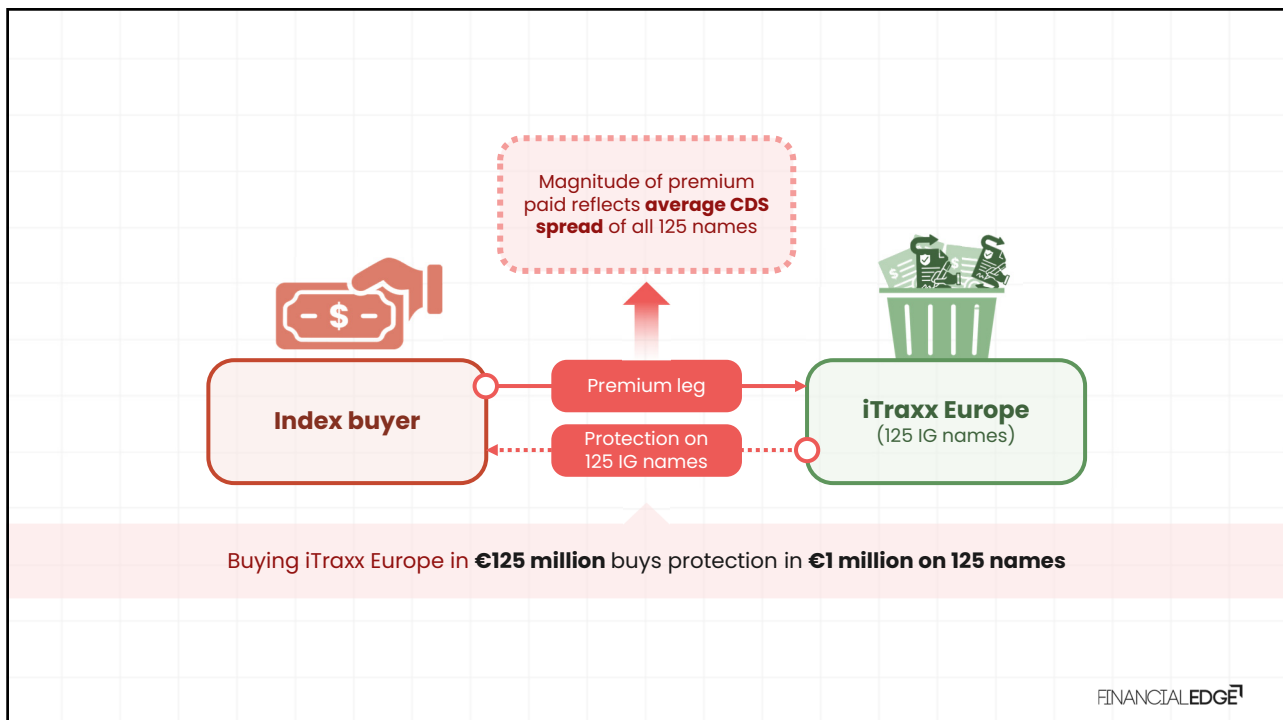 Magnitude of premium
paid reflects average CDS
spread of all 125 names
$
$
$
Premium leg
Index buyer
iTraxx Europe
(125 IG names)
Protection on
125 IG names
Buying iTraxx Europe in €125 million buys protection in €1 million on 125 names
FINANCIALEDGE